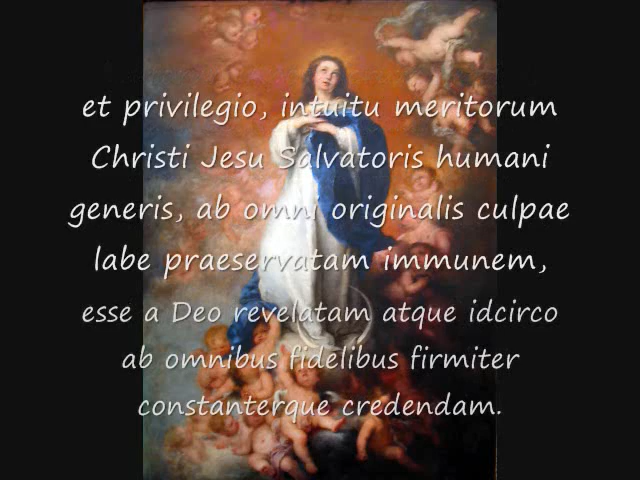 et privilegio, intuitu meritorum
Christi Jesu Salvatoris humani
generis, ab omni originalis culpae
labe praeservatam immunem,
esse a Deo revelatam atque idcirco
ab omnibus fidelibus firmiter
constanterque credendam.